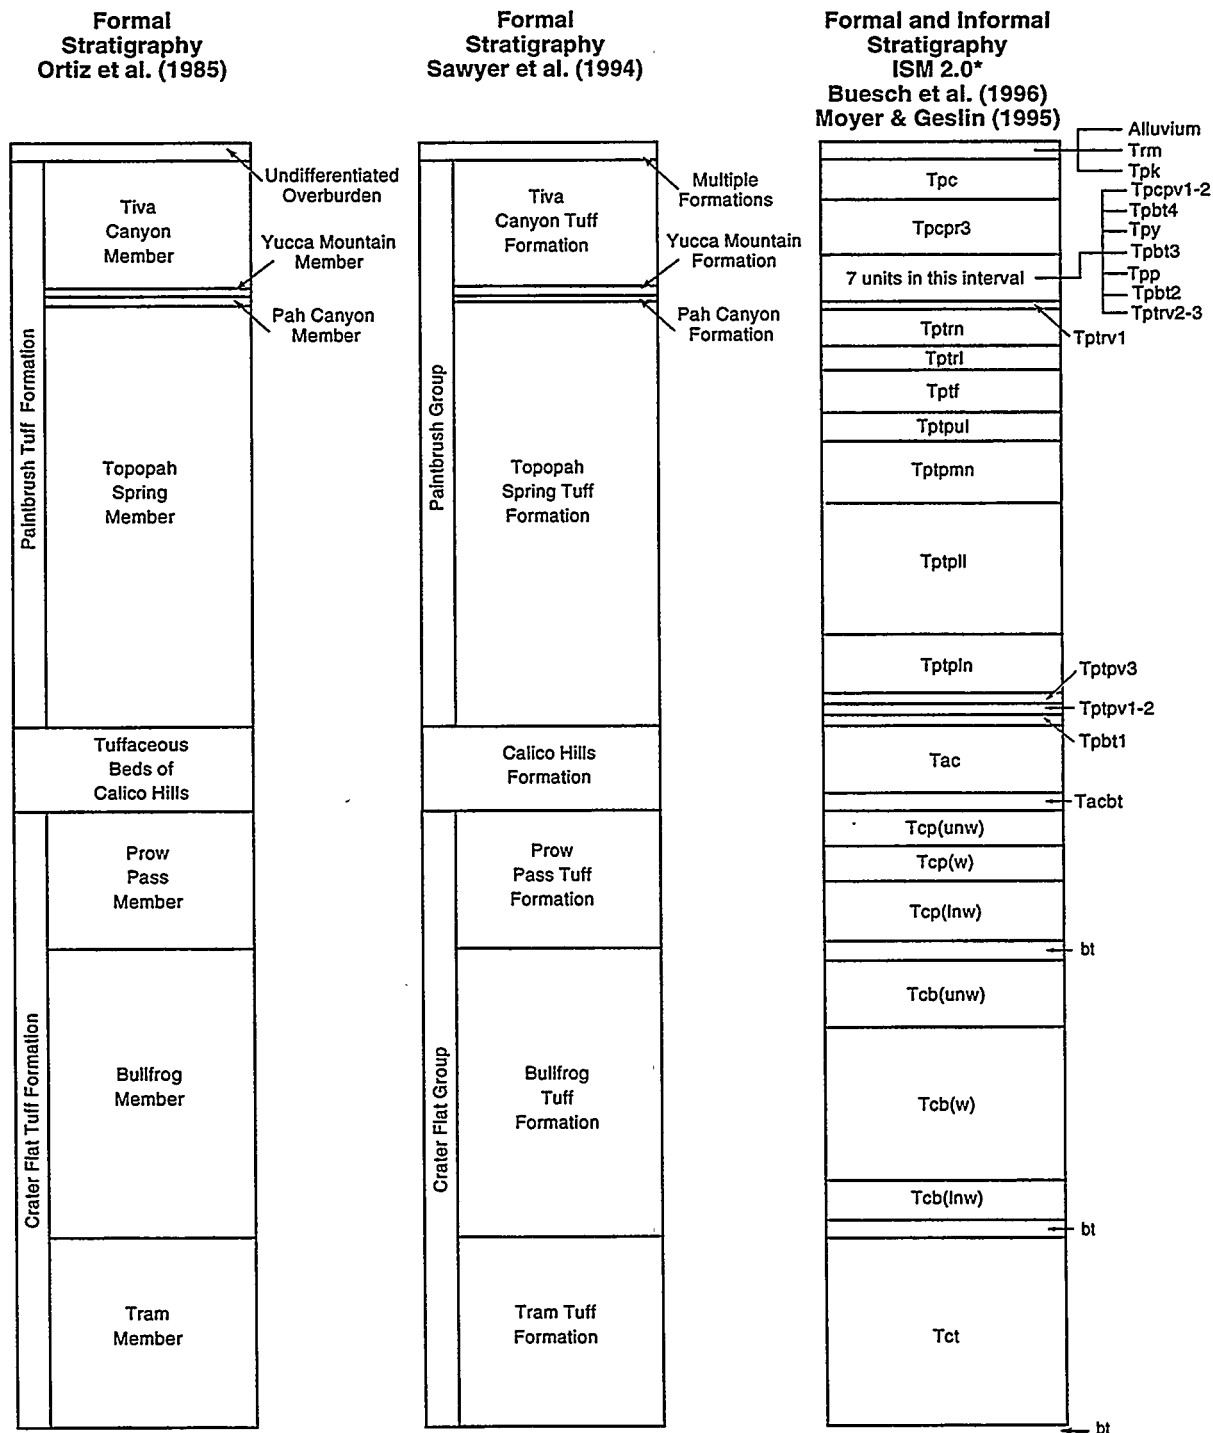 Formal
Stratigraphy
Ortiz et al. (1985)
Undifferentiated
Overburden
Paintbrush Tuff Formation
Tiva
Canyon
Member
Yucca Mountain
Member
Pah Canyon
Member
Topopah
Spring
Member
Tuffaceous
Beds of
Calico Hills
Crater Flat Tuff Formation
Prow
Pass
Member
Bullfrog
Member
Tram
Member
Formal
Stratigraphy
Sawyer et al. (1994)
Multiple
Formations
Paintbrush Group
Tiva
Canyon Tuff
Formation
Yucca Mountain
Formation
Pah Canyon
Formation
Topopah
Spring Tuff
Formation
Calico Hills
Formation
Crater Flat Group
Prow
Pass Tuff
Formation
Bullfrog
Tuff
Formation
Tram Tuff
Formation
Formal and Informal
Stratigraphy
ISM 2.0*
Buesch et al. (1996)
Moyer & Geslin (1995)
Alluvium
Trm
Tpk
Tpc
Tpcpr3
7 units in this interval
Tpcpv1-2
Tpbt4
Tpy
Tpbt3
Tpp
Tpbt2
Tptrv2-3
Tptrv1
Tptrn
Tptrl
Tptf
Tptpul
Tptpmn
Tptpll
Tptpln
Tptpv3
Tptpv1-2
Tpbt1
Tac
Tacbt
Tcp(unw)
Tcp(w)
Tcp(lnw)
bt
Tcb(unw)
Tcb(w)
Tcb(lnw)
bt
Tct
bt